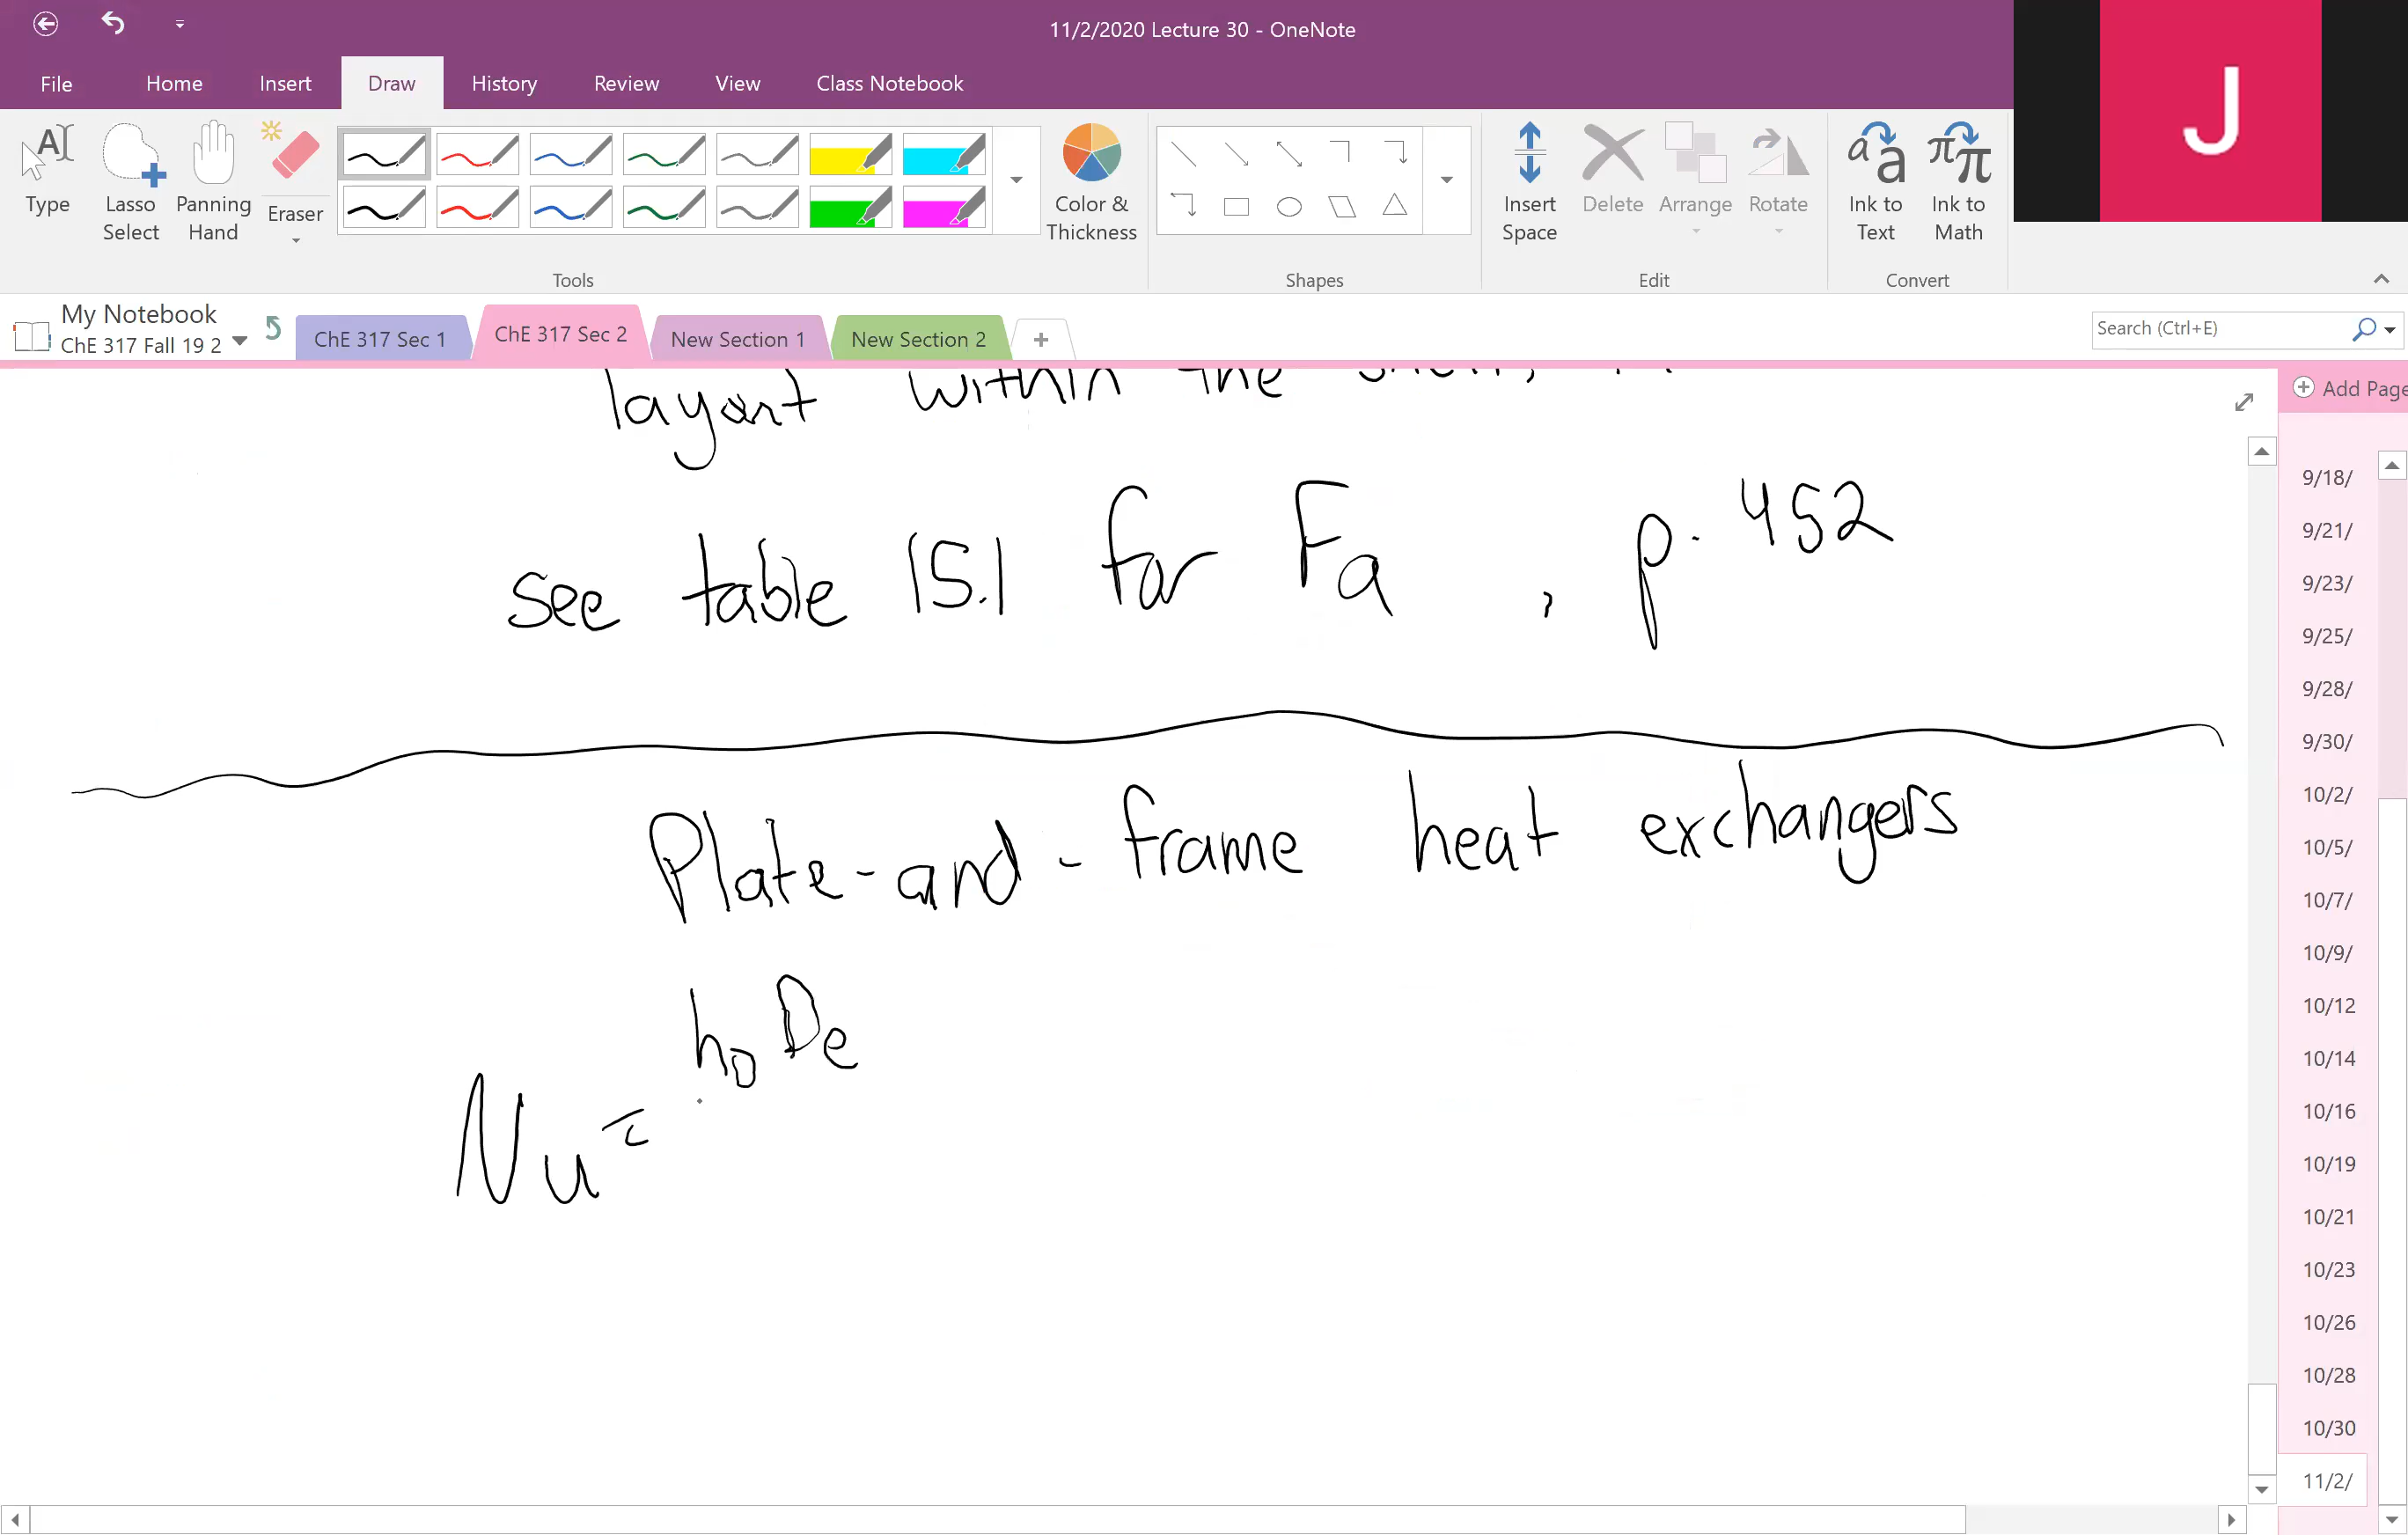 11/2/2020 Lecture 30 - OneNote
File Home Insert Draw History Review View Class Notebook
J
Type
Lasso Select
Panning Hand
Eraser
Color & Thickness
Insert Space
Delete
Arrange
Rotate
Ink to Text
Ink to Math
Tools Shapes Edit Convert
My Notebook
ChE 317 Fall 19 2
ChE 317 Sec 1 ChE 317 Sec 2 New Section 1 New Section 2 +
Search (Ctrl+E)
Add Page
layout within the shell,
see table 15.1 for Fa , p. 452
Plate-and-frame heat exchangers
hoDe
Nu=
9/18/
9/21/
9/23/
9/25/
9/28/
9/30/
10/2/
10/5/
10/7/
10/9/
10/12
10/14
10/16
10/19
10/21
10/23
10/26
10/28
10/30
11/2/